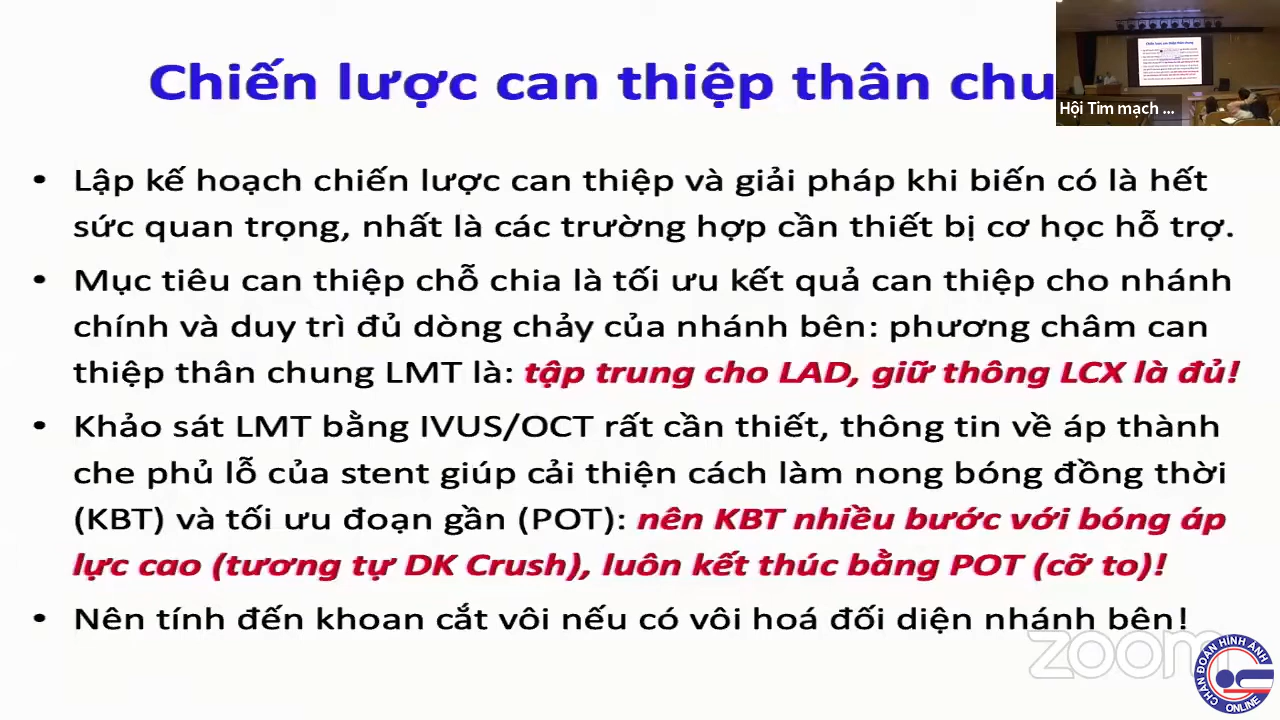 Chiến lược can thiệp thân chu
Hội Tim mạch ...
• Lập kế hoạch chiến lược can thiệp và giải pháp khi biến có là hết
sức quan trọng, nhất là các trường hợp cần thiết bị cơ học hỗ trợ.
• Mục tiêu can thiệp chỗ chia là tối ưu kết quả can thiệp cho nhánh
chính và duy trì đủ dòng chảy của nhánh bên: phương châm can
thiệp thân chung LMT là: tập trung cho LAD, giữ thông LCX là đủ!
• Khảo sát LMT bằng IVUS/OCT rất cần thiết, thông tin về áp thành
che phủ lỗ của stent giúp cải thiện cách làm nong bóng đồng thời
(KBT) và tối ưu đoạn gần (POT): nên KBT nhiều bước với bóng áp
lực cao (tương tự DK Crush), luôn kết thúc bằng POT (cỡ to)!
• Nên tính đến khoan cắt vôi nếu có vôi hoá đối diện nhánh bên!
zoom
CHẨN ĐOÁN HÌNH ẢNH
ONLINE